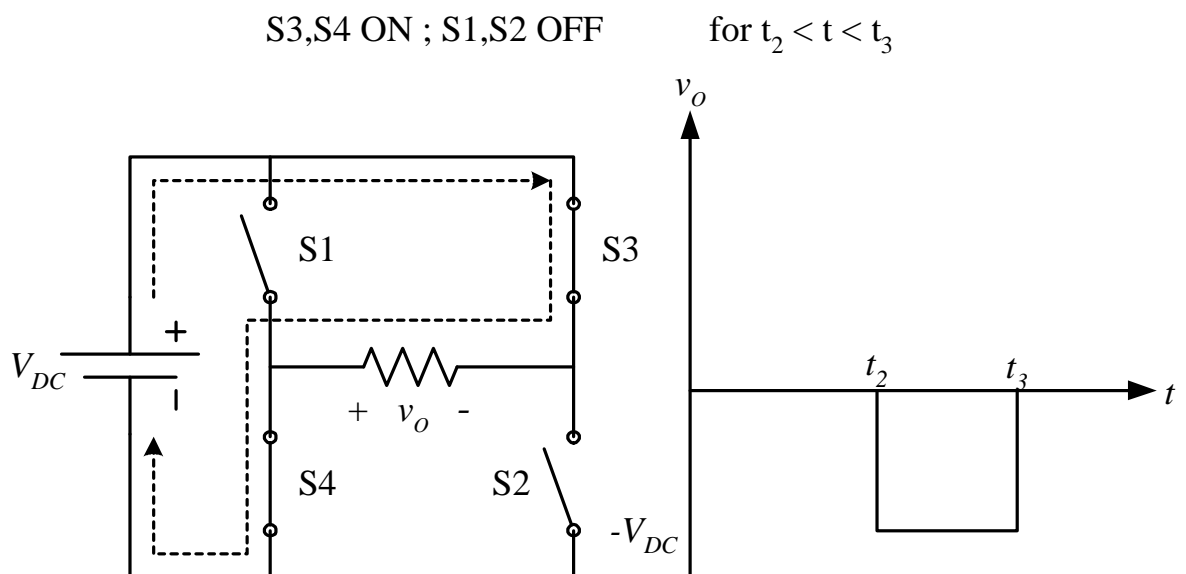 S3,S4 ON ; S1,S2 OFF for t2 < t < t3
vO
S1
S3
+
VDC
t2
t3
t
+ vO -
S4
S2
-VDC